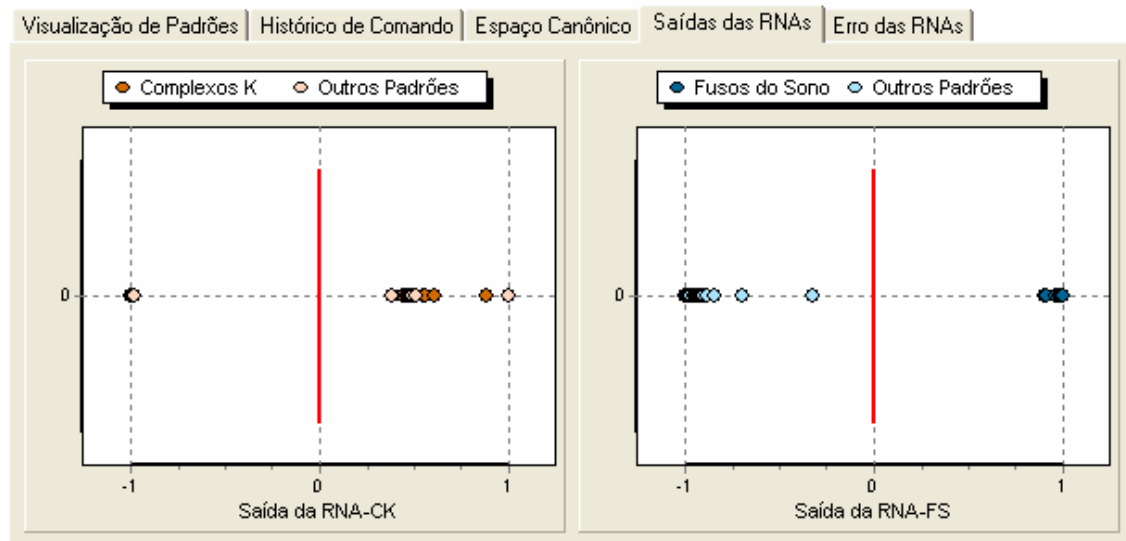 Visualização de Padrões Histórico de Comando Espaço Canônico Saídas das RNAs Erro das RNAs
Complexos K Outros Padrões
0
-1 0 1
Saída da RNA-CK
Fusos do Sono Outros Padrões
0
-1 0 1
Saída da RNA-FS